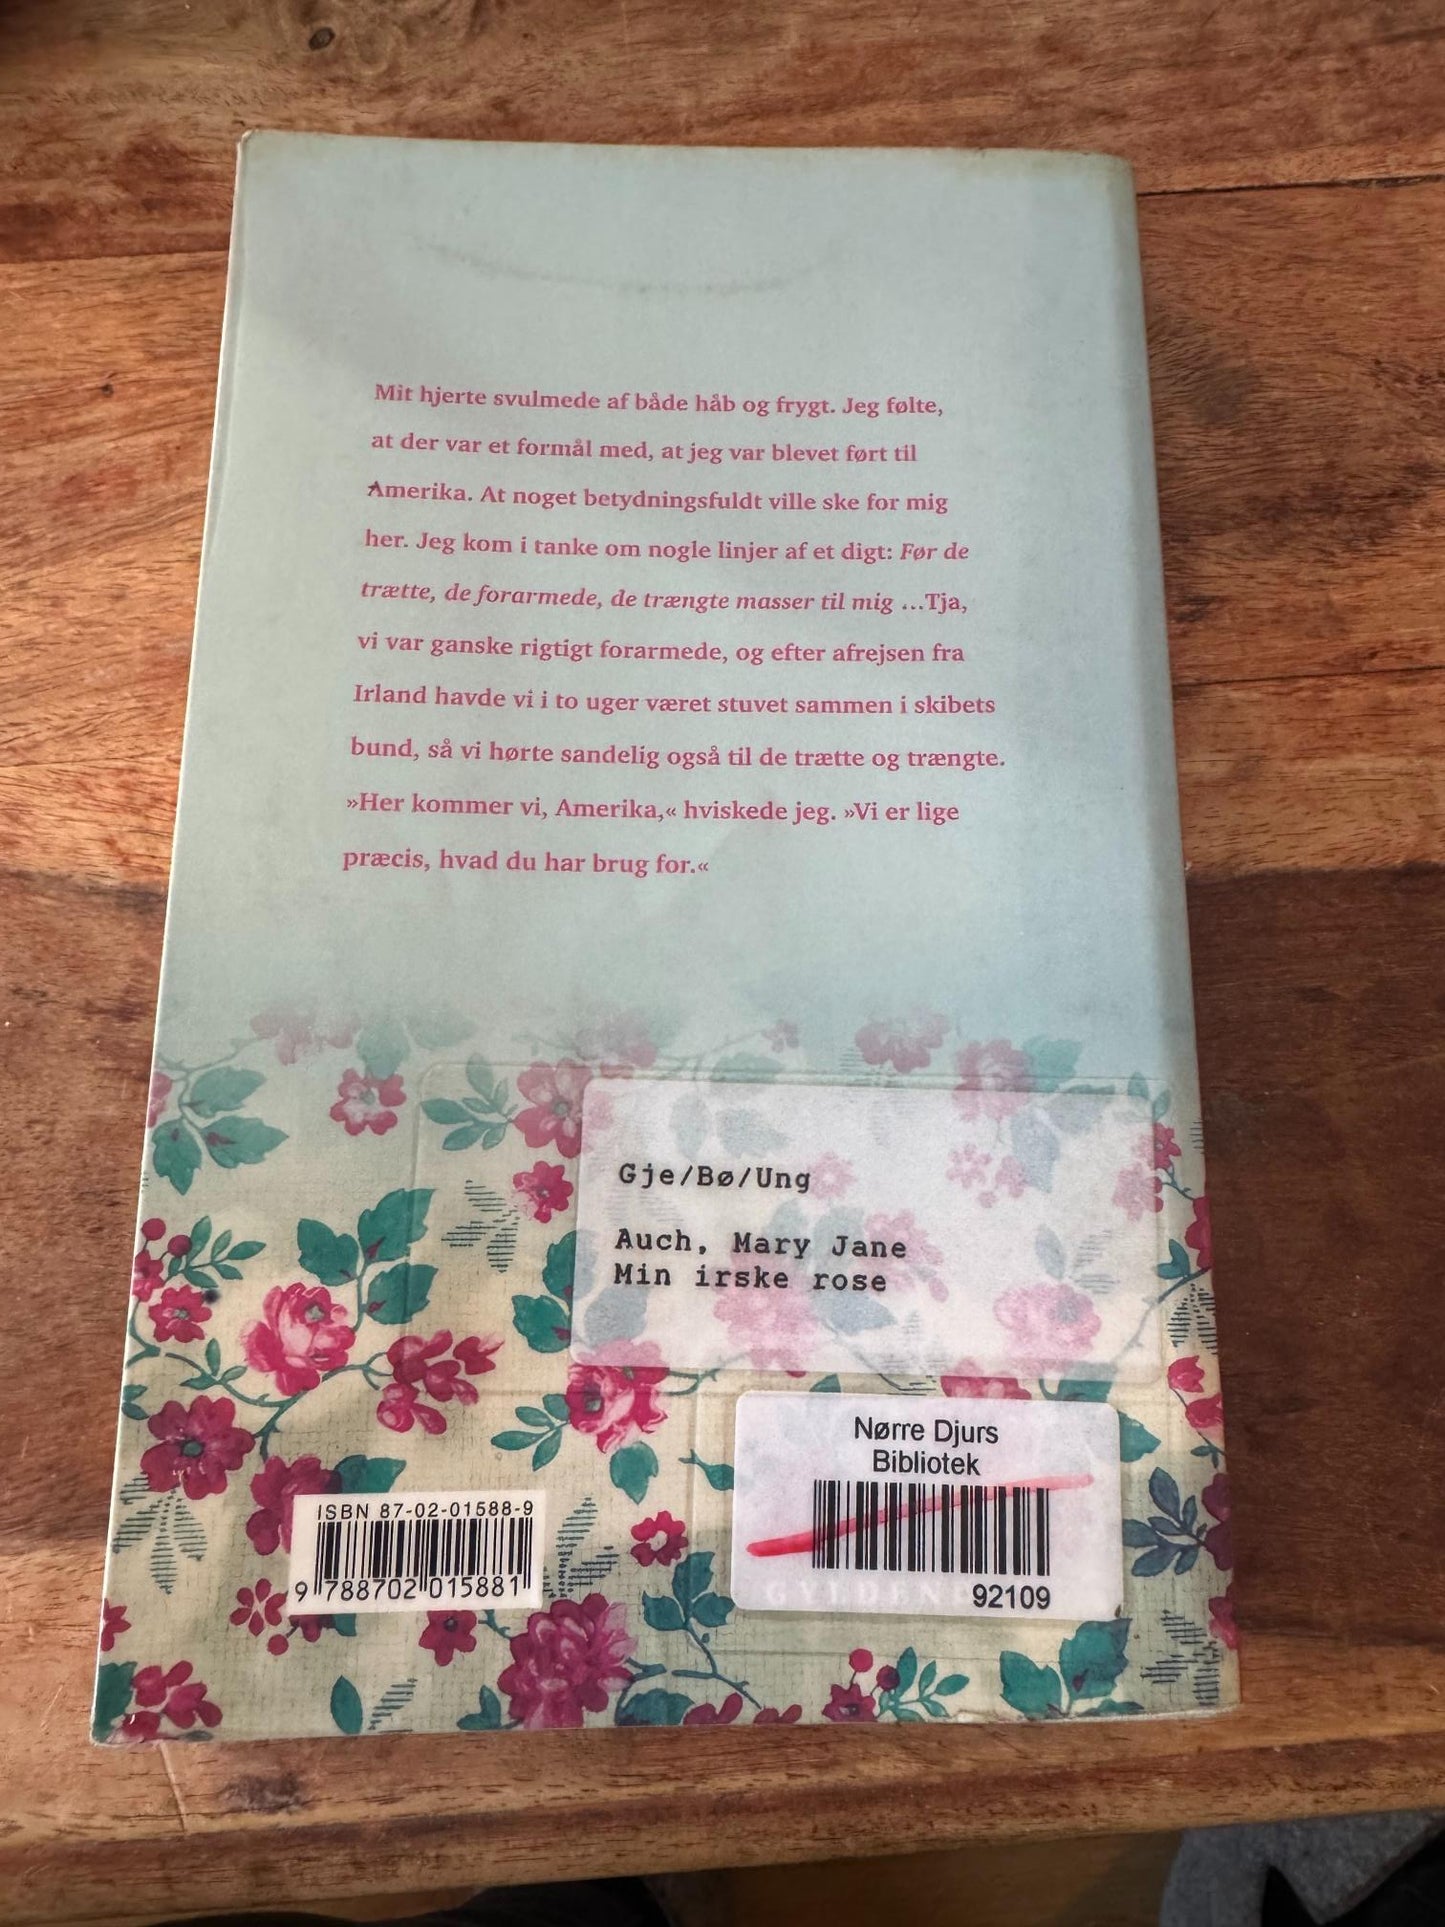 Mit hjerte svulmede af både håb og frygt. Jeg følte,
at der var et formål med, at jeg var blevet ført til
Amerika. At noget betydningsfuldt ville ske for mig
her. Jeg kom i tanke om nogle linjer af et digt: Før de
trætte, de forarmede, de trængte masser til mig …Tja,
vi var ganske rigtigt forarmede, og efter afrejsen fra
Irland havde vi i to uger været stuvet sammen i skibets
bund, så vi hørte sandelig også til de trætte og trængte.
»Her kommer vi, Amerika,« hviskede jeg. »Vi er lige
præcis, hvad du har brug for.«
Gje/Bø/Ung
Auch, Mary Jane
Min irske rose
Nørre Djurs
Bibliotek
92109
ISBN 87-02-01588-9
9 788702 015881